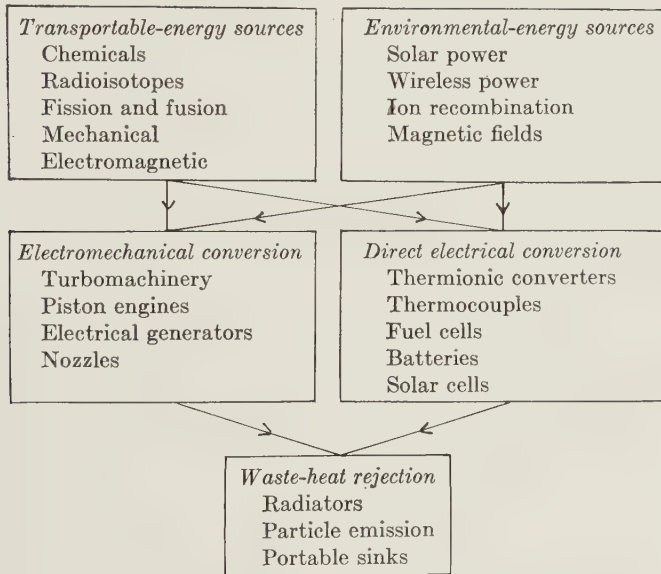 Transportable-energy sources
Chemicals
Radioisotopes
Fission and fusion
Mechanical
Electromagnetic
Environmental-energy sources
Solar power
Wireless power
Ion recombination
Magnetic fields
Electromechanical conversion
Turbomachinery
Piston engines
Electrical generators
Nozzles
Direct electrical conversion
Thermionic converters
Thermocouples
Fuel cells
Batteries
Solar cells
Waste-heat rejection
Radiators
Particle emission
Portable sinks